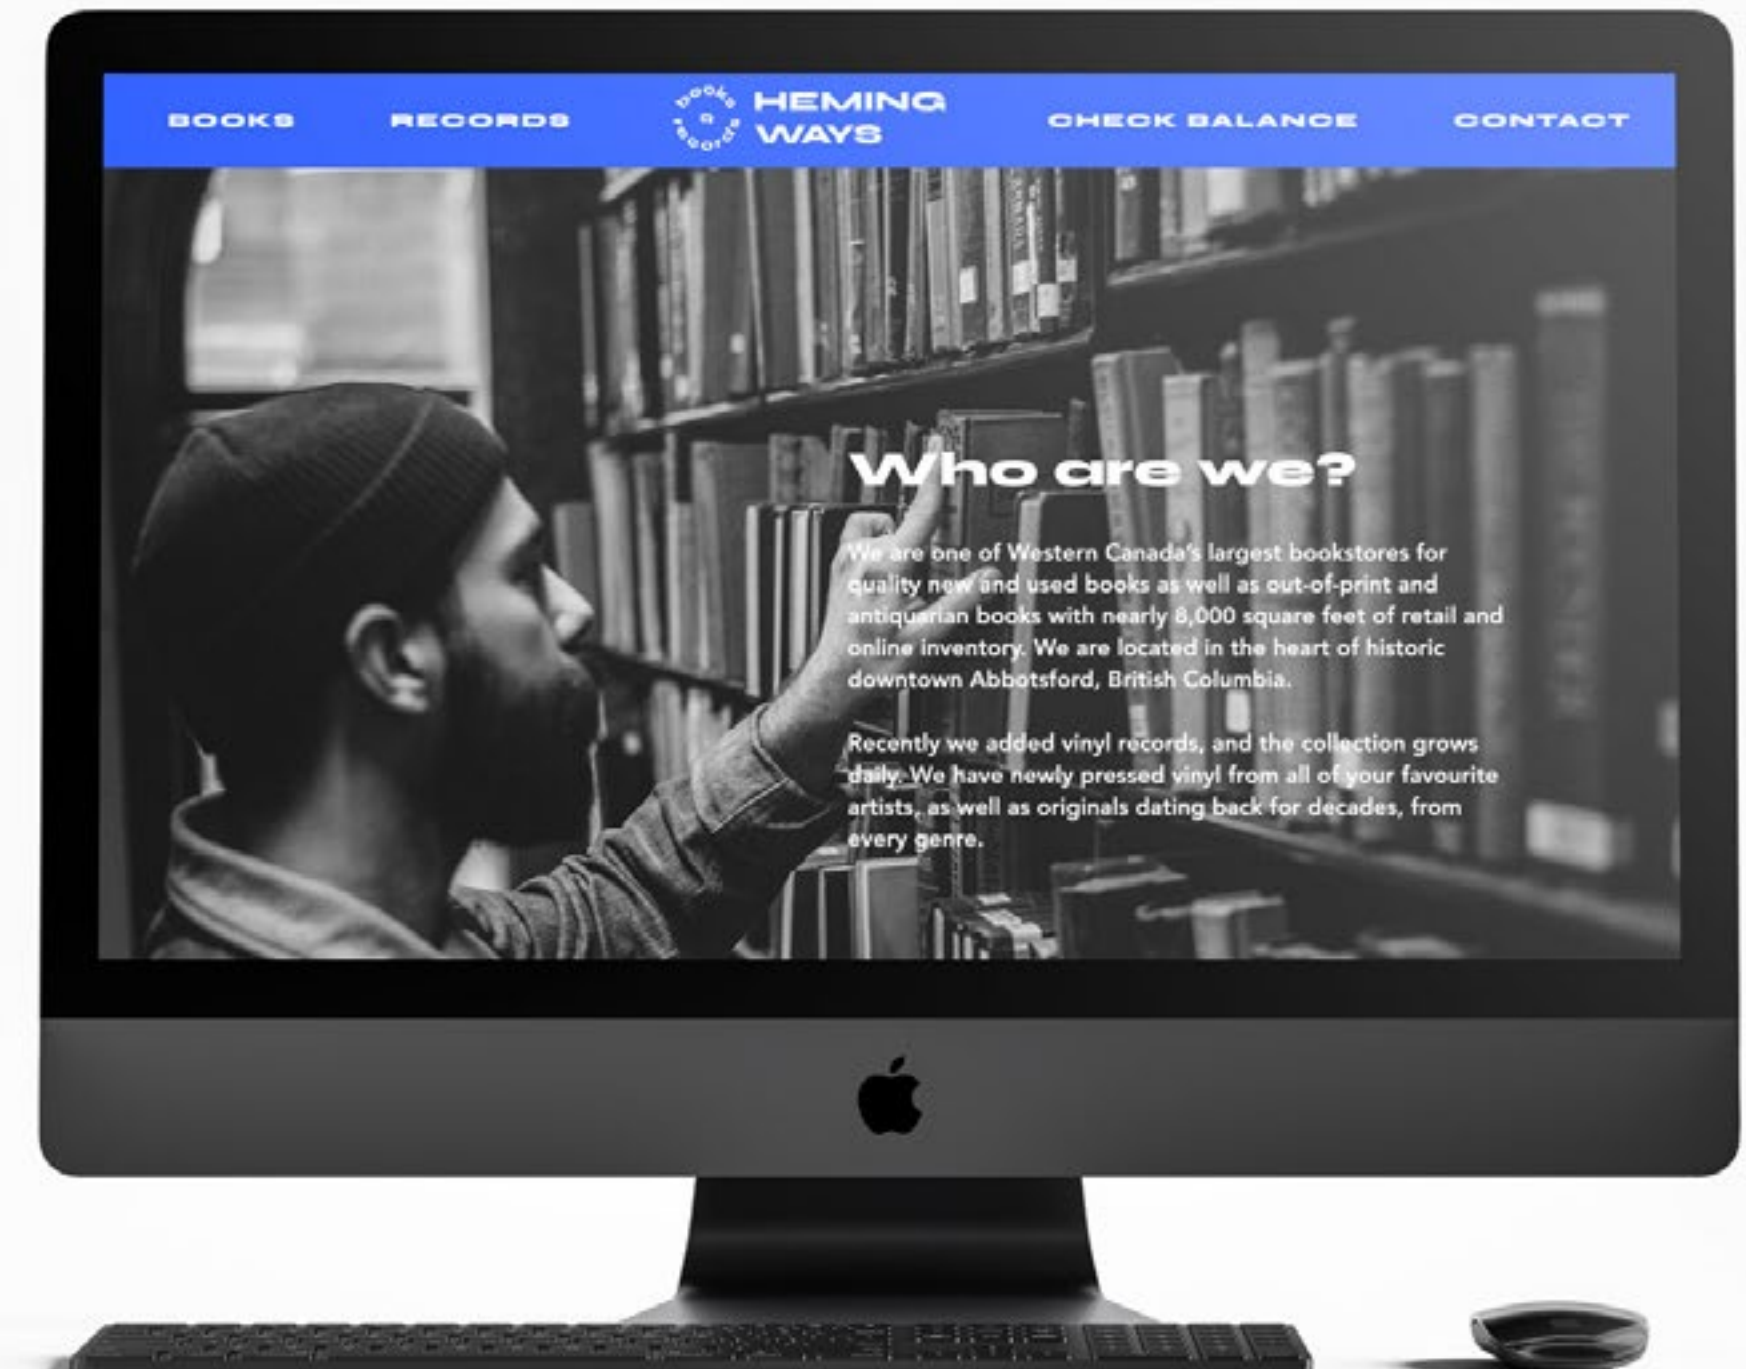 BOOKS
RECORDS
books
n
records
HEMING
WAYS
CHECK BALANCE
CONTACT
Who are we?
We are one of Western Canada's largest bookstores for
quality new and used books as well as out-of-print and
antiquarian books with nearly 8,000 square feet of retail and
online inventory. We are located in the heart of historic
downtown Abbotsford, British Columbia.
Recently we added vinyl records, and the collection grows
daily. We have newly pressed vinyl from all of your favourite
artists, as well as originals dating back for decades, from
every genre.